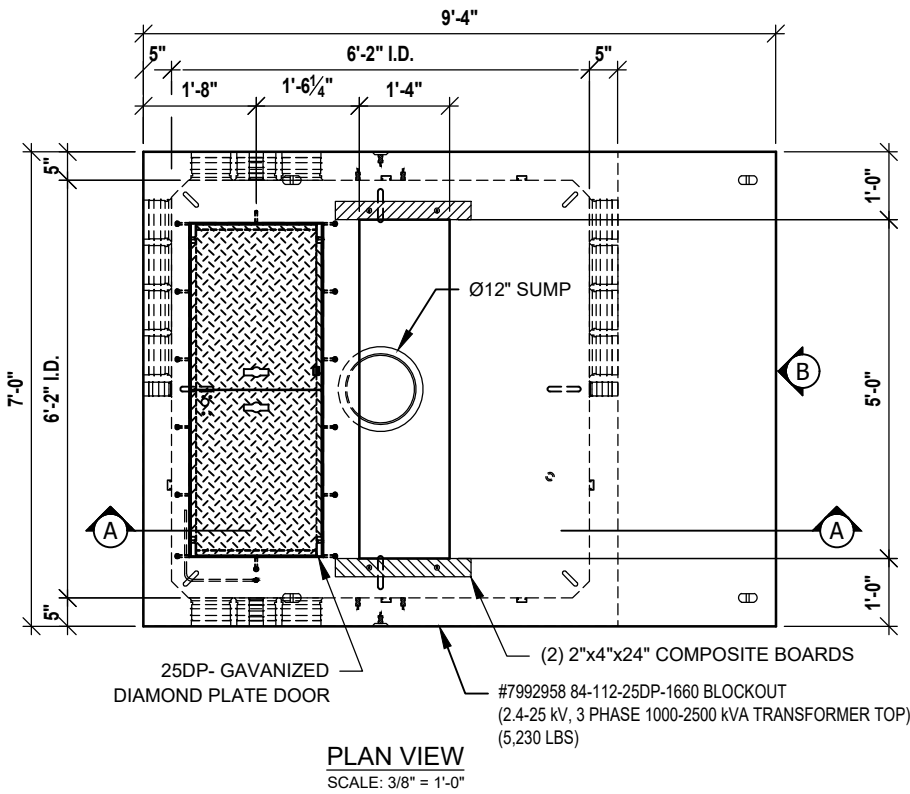 9'-4"
5"
6'-2" I.D.
5"
1'-8"
1'-6 1/4"
1'-4"
5"
1'-0"
Ø12" SUMP
7'-0"
6'-2" I.D.
B
5'-0"
A
A
5"
1'-0"
25DP- GAVANIZED
DIAMOND PLATE DOOR
(2) 2"x4"x24" COMPOSITE BOARDS
#7992958 84-112-25DP-1660 BLOCKOUT
(2.4-25 kV, 3 PHASE 1000-2500 kVA TRANSFORMER TOP)
(5,230 LBS)
PLAN VIEW
SCALE: 3/8" = 1'-0"